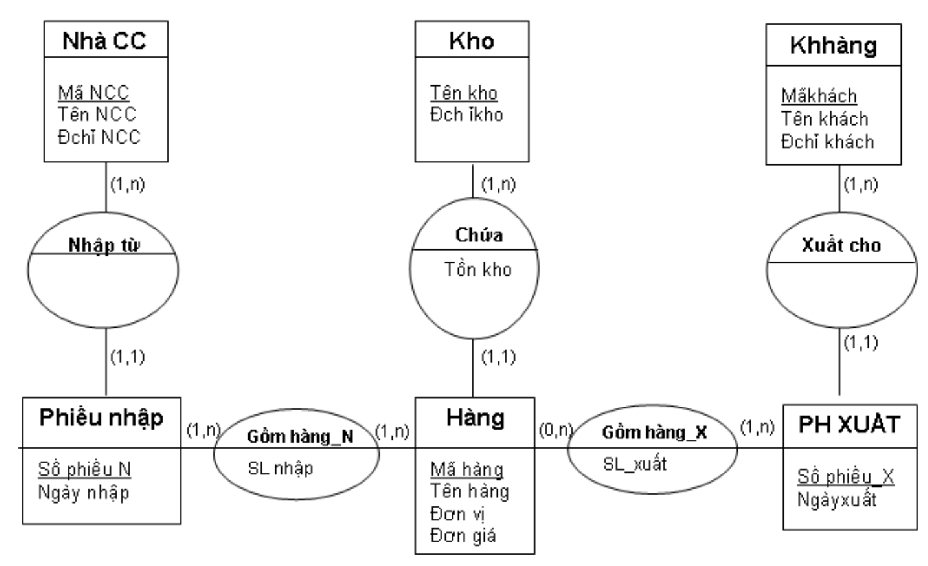 Nhà CC
Mã NCC
Tên NCC
Đchỉ NCC
Kho
Tên kho
Đch ỉkho
Khhàng
Mãkhách
Tên khách
Đchỉ khách
(1,n)
(1,n)
(1,n)
Nhập từ
Chứa
Tồn kho
Xuất cho
(1,1)
(1,1)
(1,1)
Phiều nhập
Số phiếu N
Ngày nhập
(1,n)
Gồm hàng_N
SL nhập
(1,n)
Hàng
Mã hàng
Tên hàng
Đơn vị
Đơn giá
(0,n)
Gồm hàng_X
SL_xuất
(1,n)
PH XUẤT
Số phiếu_X
Ngàyxuất